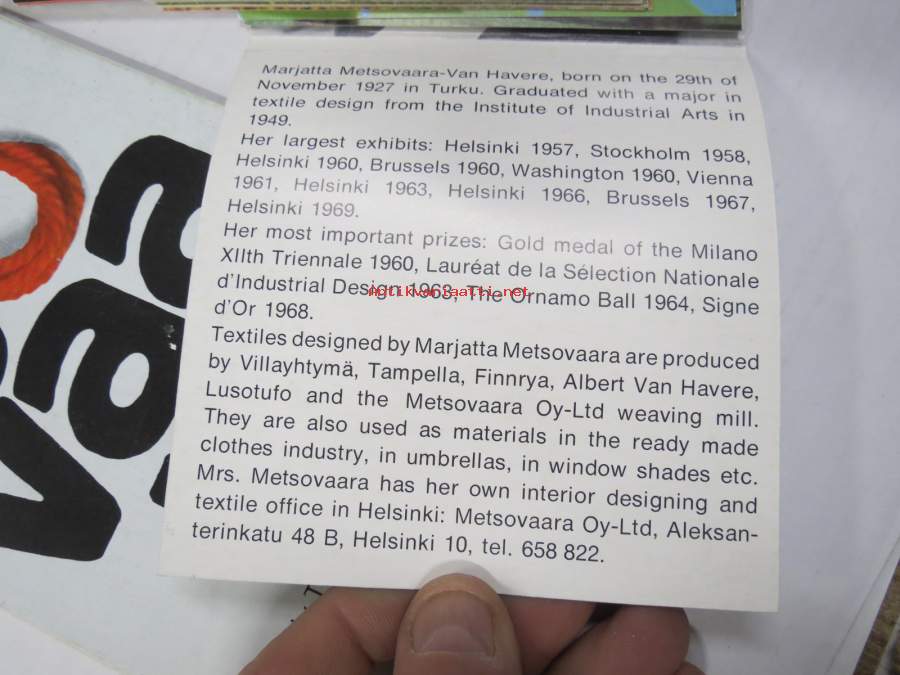 Marjatta Metsovaara-Van Havere, born on the 29th of
November 1927 in Turku. Graduated with a major in
textile design from the Institute of Industrial Arts in
1949.
Her largest exhibits: Helsinki 1957, Stockholm 1958,
Helsinki 1960, Brussels 1960, Washington 1960, Vienna
1961, Helsinki 1963, Helsinki 1966, Brussels 1967,
Helsinki 1969.
Her most important prizes: Gold medal of the Milano
XIIth Triennale 1960, Lauréat de la Sélection Nationale
d'Industrial Design 1963, The Ornamo Ball 1964, Signe
d'Or 1968.
Textiles designed by Marjatta Metsovaara are produced
by Villayhtymä, Tampella, Finnrya, Albert Van Havere,
Lusotufo and the Metsovaara Oy-Ltd weaving mill.
They are also used as materials in the ready made
clothes industry, in umbrellas, in window shades etc.
Mrs. Metsovaara has her own interior designing and
textile office in Helsinki: Metsovaara Oy-Ltd, Aleksan-
terinkatu 48 B, Helsinki 10, tel. 658 822.
antikvariaatti.net